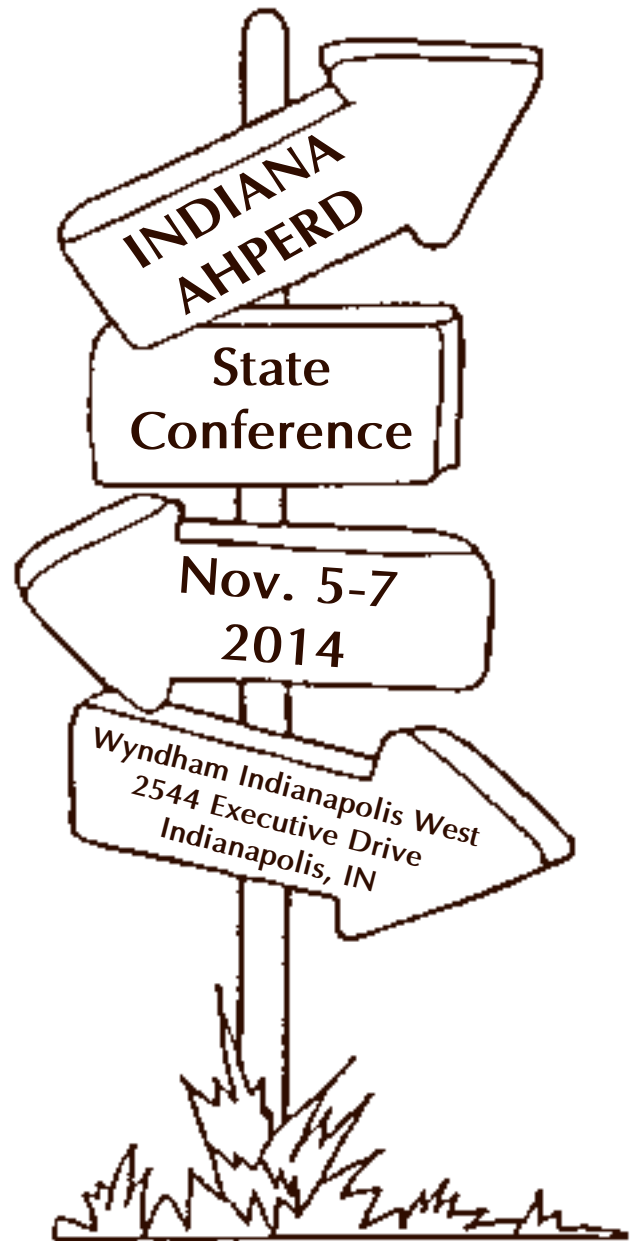 INDIANA
AHPERD
State
Conference
Nov. 5-7
2014
Wyndham Indianapolis West
2544 Executive Drive
Indianapolis, IN